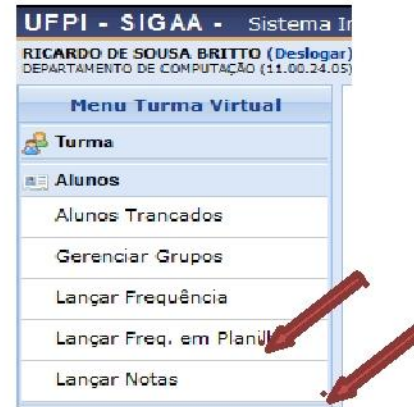 UFPI - SIGAA - Sistema
RICARDO DE SOUSA BRITTO (Deslogar)
DEPARTAMENTO DE COMPUTAÇÃO (11.00.24.05)
Menu Turma Virtual
Turma
Alunos
Alunos Trancados
Gerenciar Grupos
Lançar Frequência
Lançar Freq. em
Lançar Notas